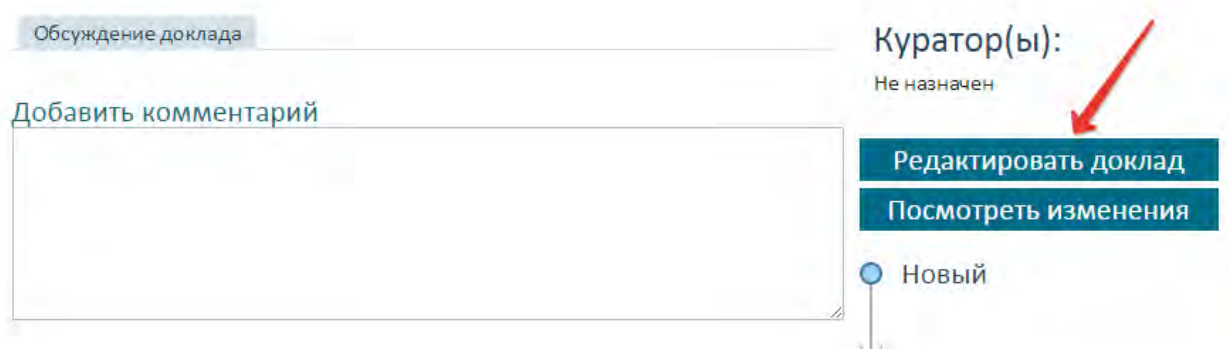 Обсуждение доклада
Добавить комментарий
Куратор(ы):
Не назначен
Редактировать доклад
Посмотреть изменения
Новый